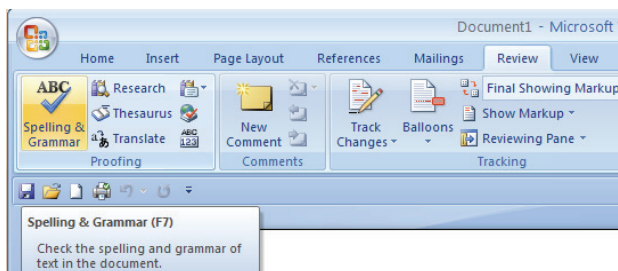 Document1 - Microsoft
Home Insert Page Layout References Mailings Review View
ABC Research Final Showing Markup
Thesaurus Show Markup
Spelling & Grammar Translate ABC 123 New Comment Track Changes Balloons Reviewing Pane
Proofing Comments Tracking
Spelling & Grammar (F7)
Check the spelling and grammar of
text in the document.